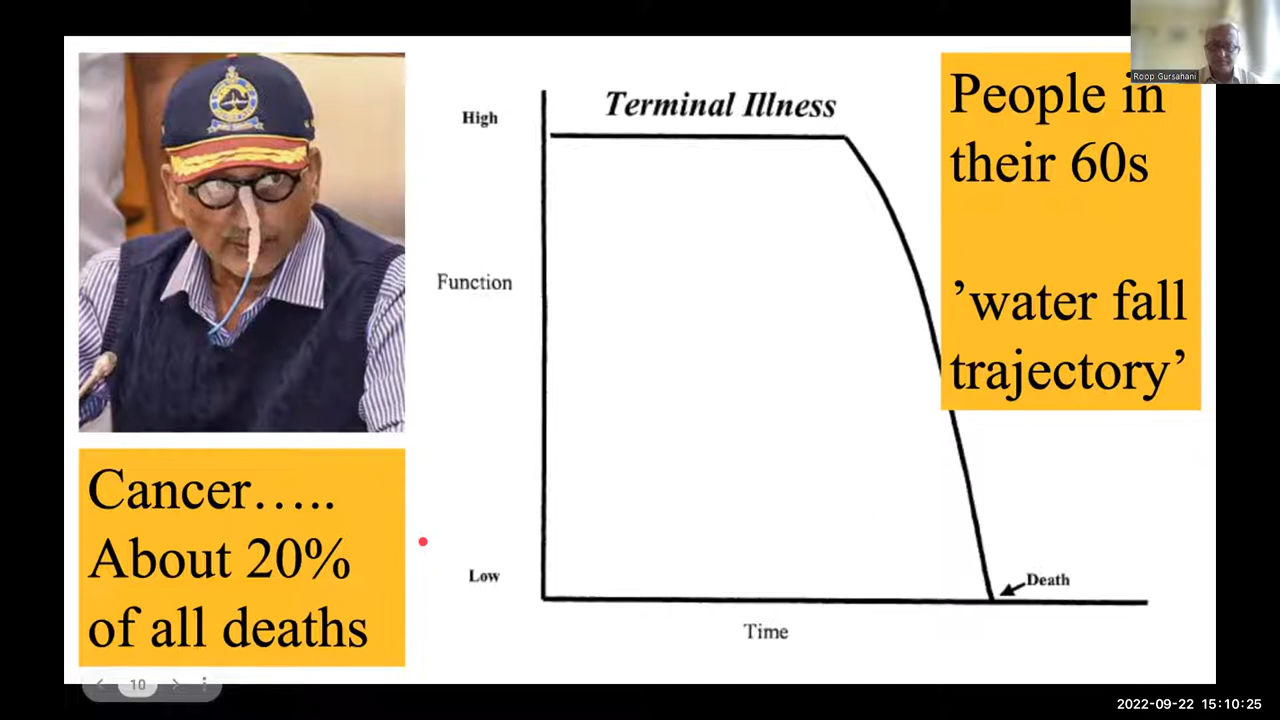 Roop Gursahani
High
Terminal Illness
Function
Low
Death
Time
People in
their 60s
’water fall
trajectory’
Cancer…..
About 20%
of all deaths
10
2022-09-22 15:10:25